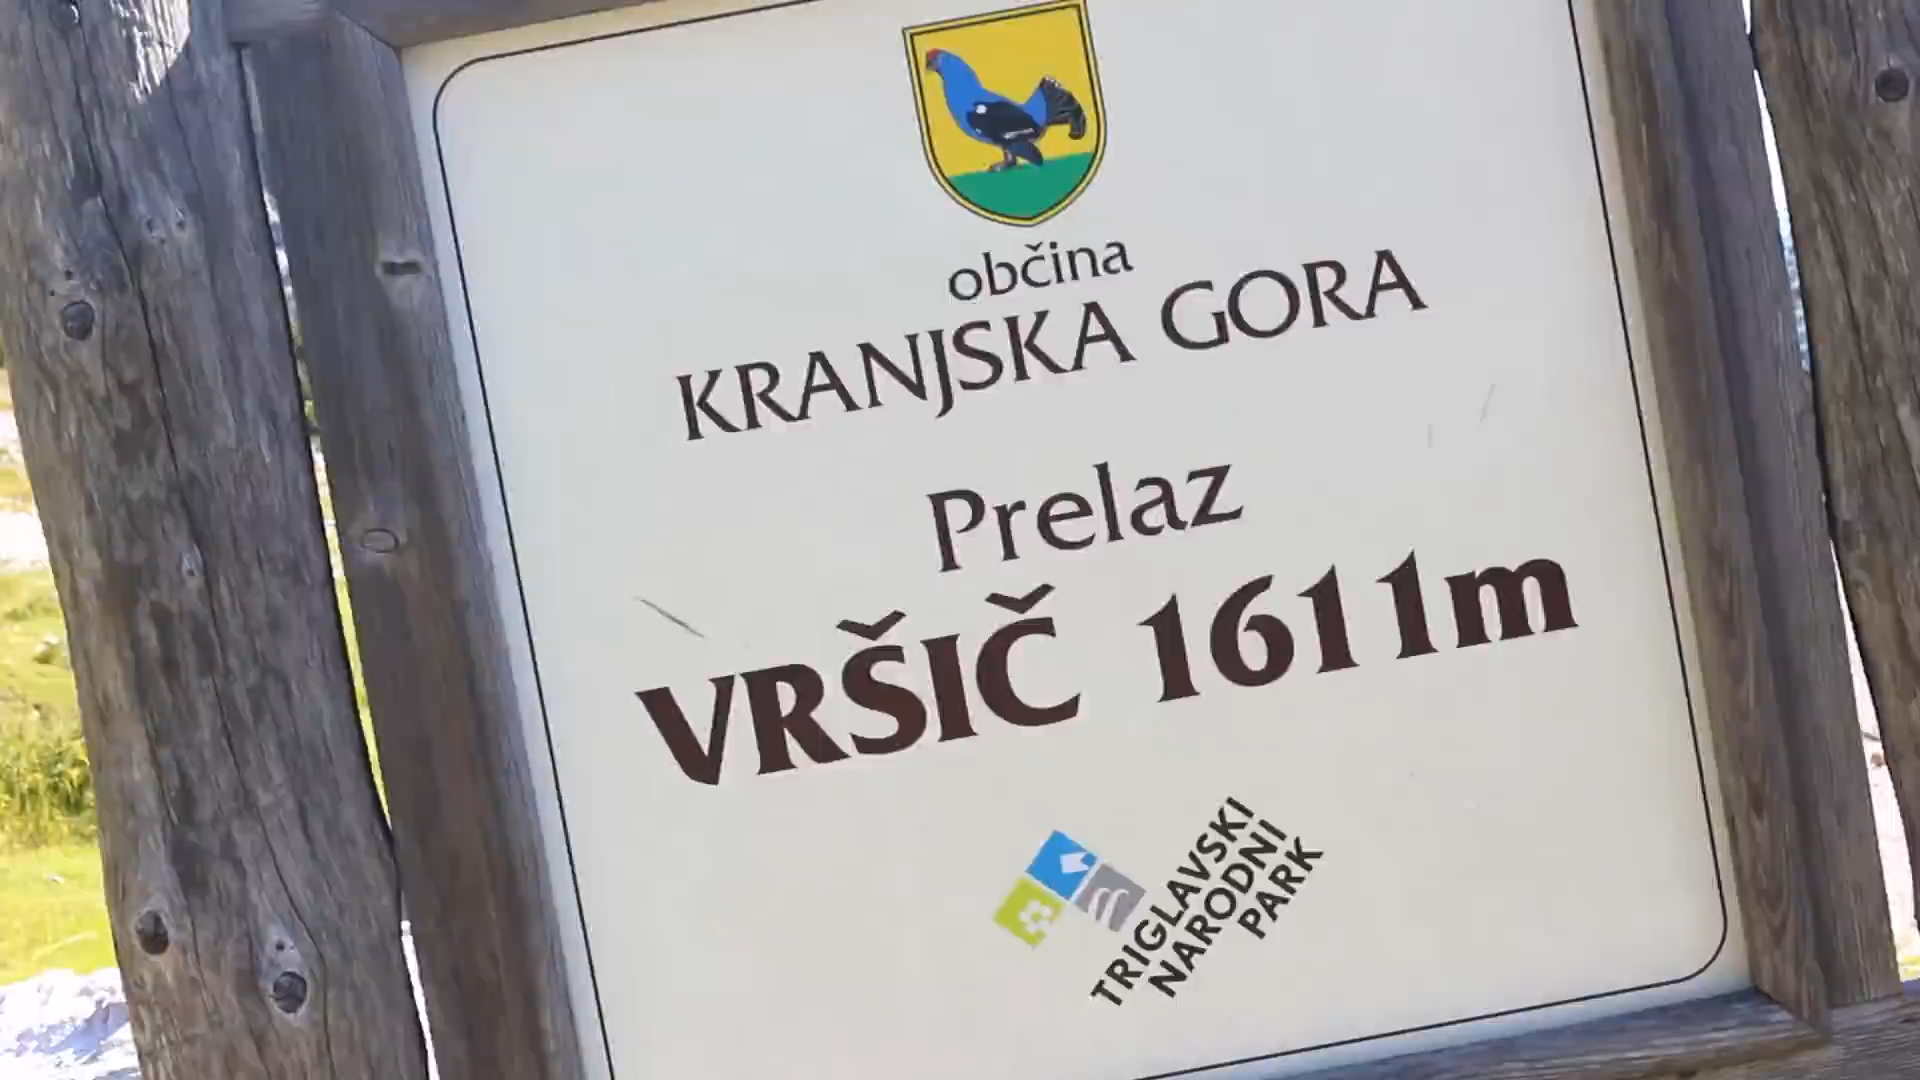 občina
KRANJSKA GORA
Prelaz
VRŠIČ 1611m
TRIGLAVSKI
NARODNI
PARK